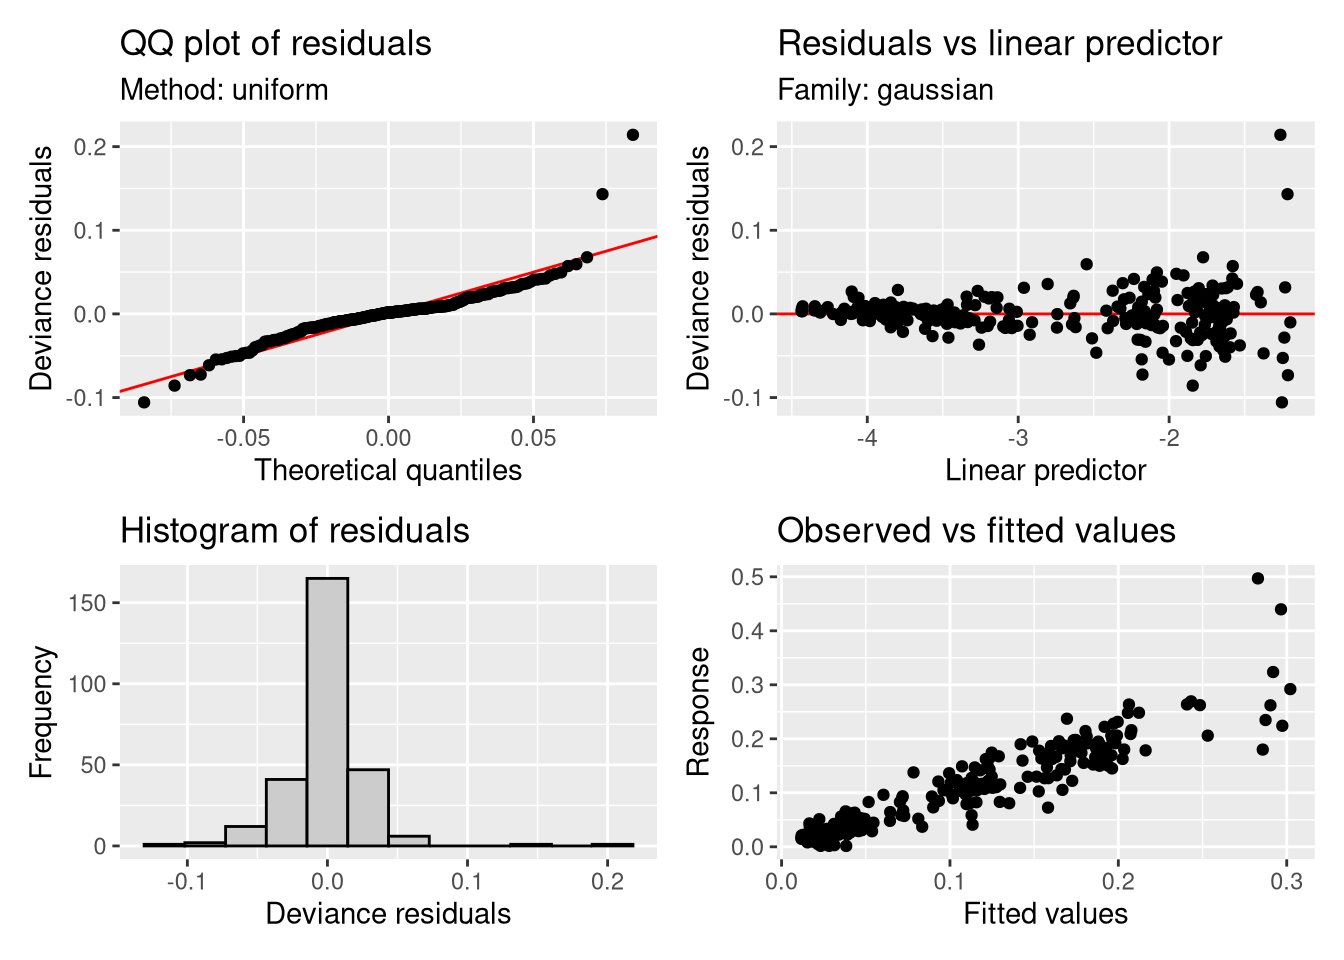 QQ plot of residuals
Method: uniform
Deviance residuals
0.2
0.1
0.0
-0.1
-0.05
0.00
0.05
Theoretical quantiles
Residuals vs linear predictor
Family: gaussian
Deviance residuals
0.2
0.1
0.0
-0.1
-4
-3
-2
Linear predictor
Histogram of residuals
Frequency
150
100
50
0
-0.1
0.0
0.1
0.2
Deviance residuals
Observed vs fitted values
Response
0.5
0.4
0.3
0.2
0.1
0.0
0.0
0.1
0.2
0.3
Fitted values